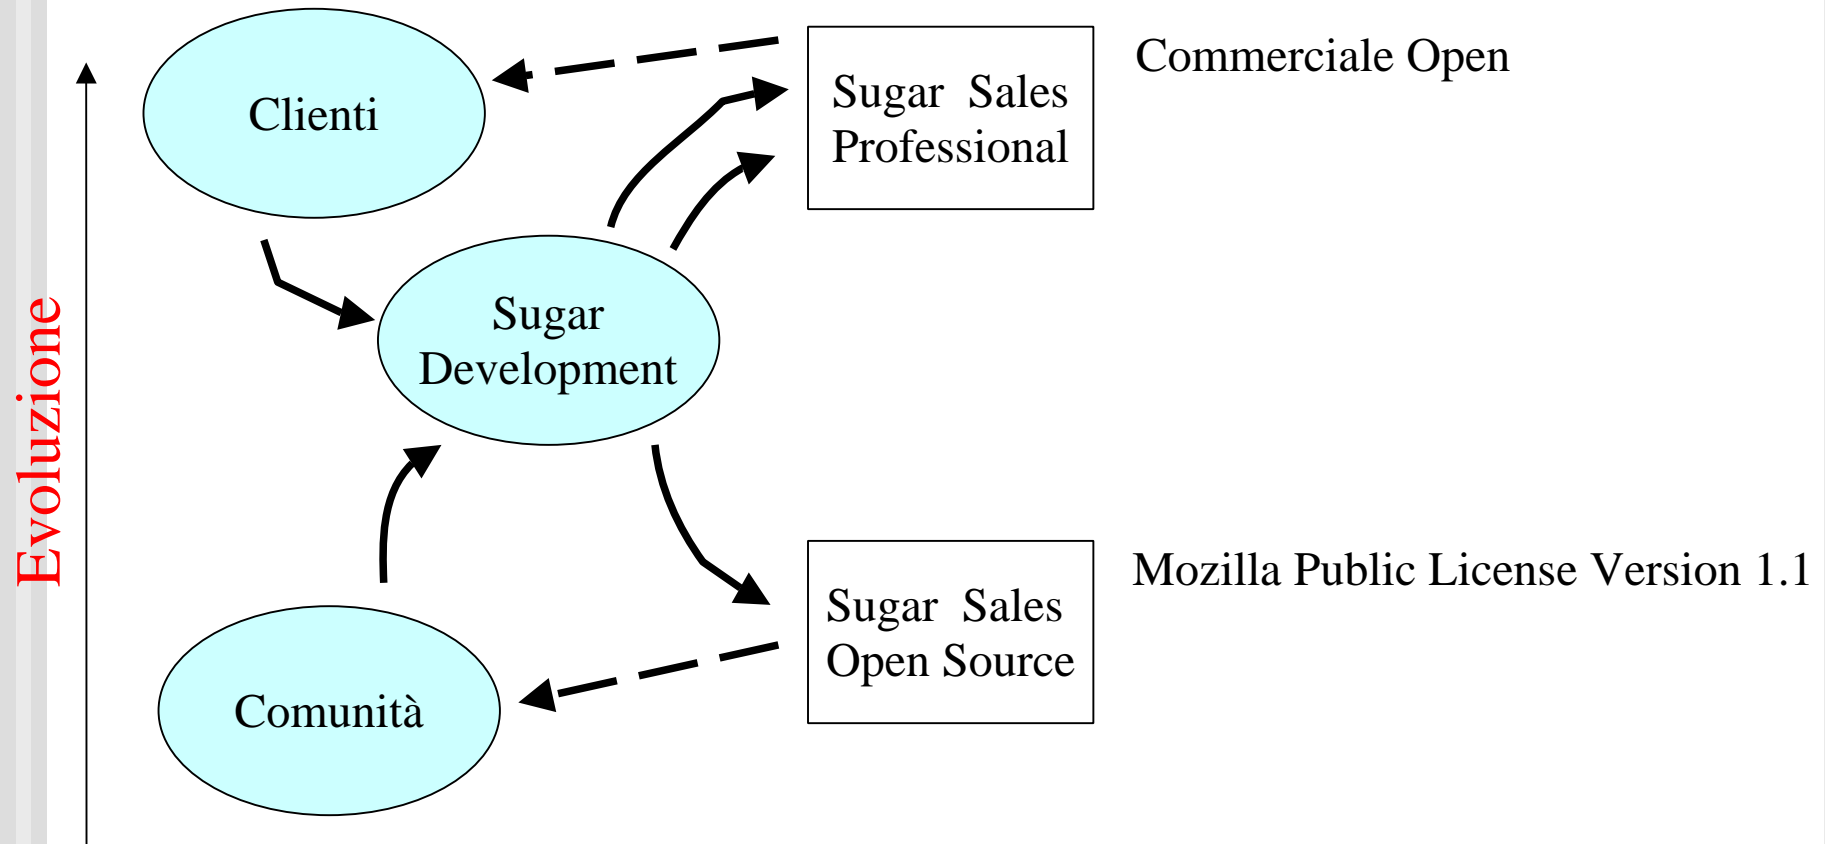 Commerciale Open
Clienti
Sugar Sales
Professional
Evoluzione
Sugar
Development
Mozilla Public License Version 1.1
Sugar Sales
Open Source
Comunità